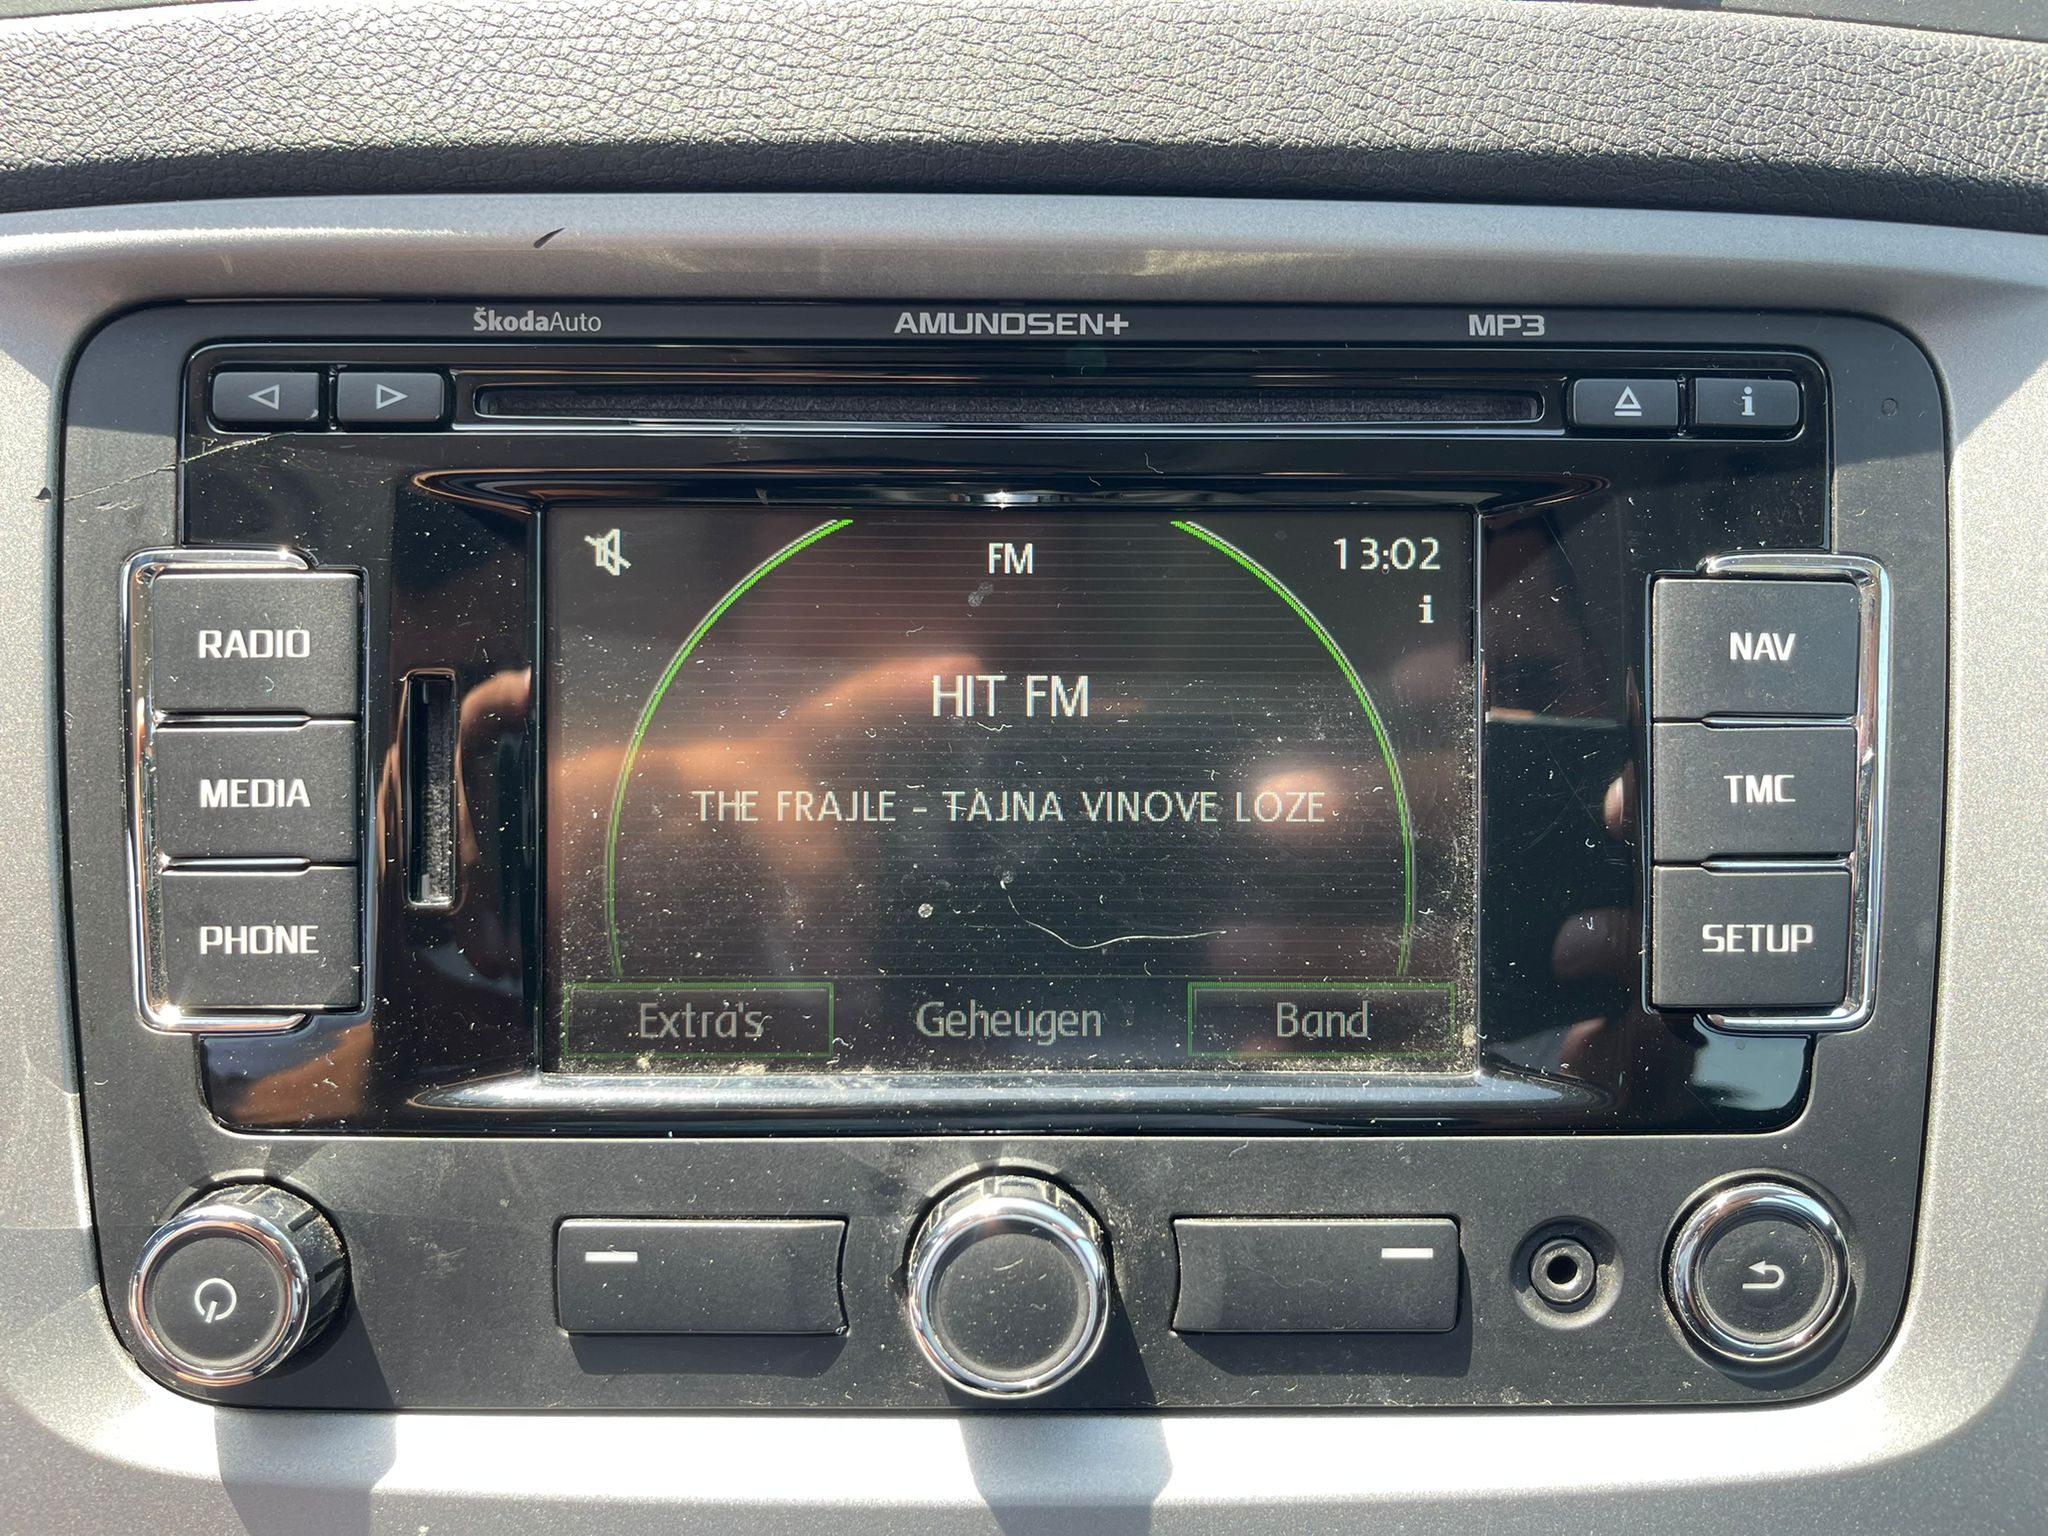 ŠkodaAuto AMUNDSEN+ MP3
i
FM 13:02
i
RADIO
MEDIA
PHONE
HIT FM
THE FRAJLE - TAJNA VINOVE LOZE
Extra's Geheugen Band
NAV
TMC
SETUP